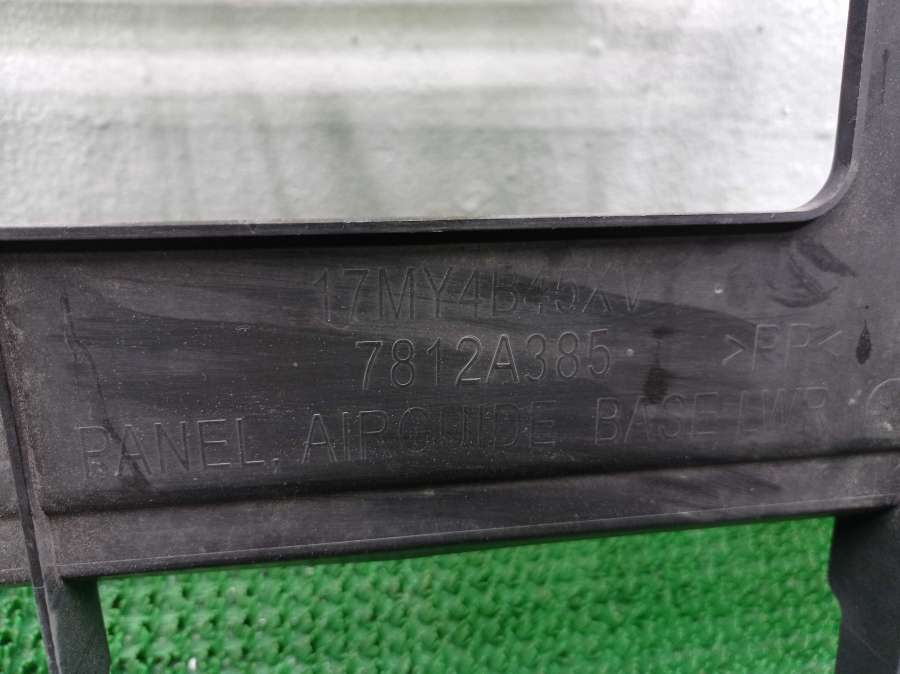 17MY4B45XV
7812A385
>PP<
PANEL, AIRGUIDE BASE LWR